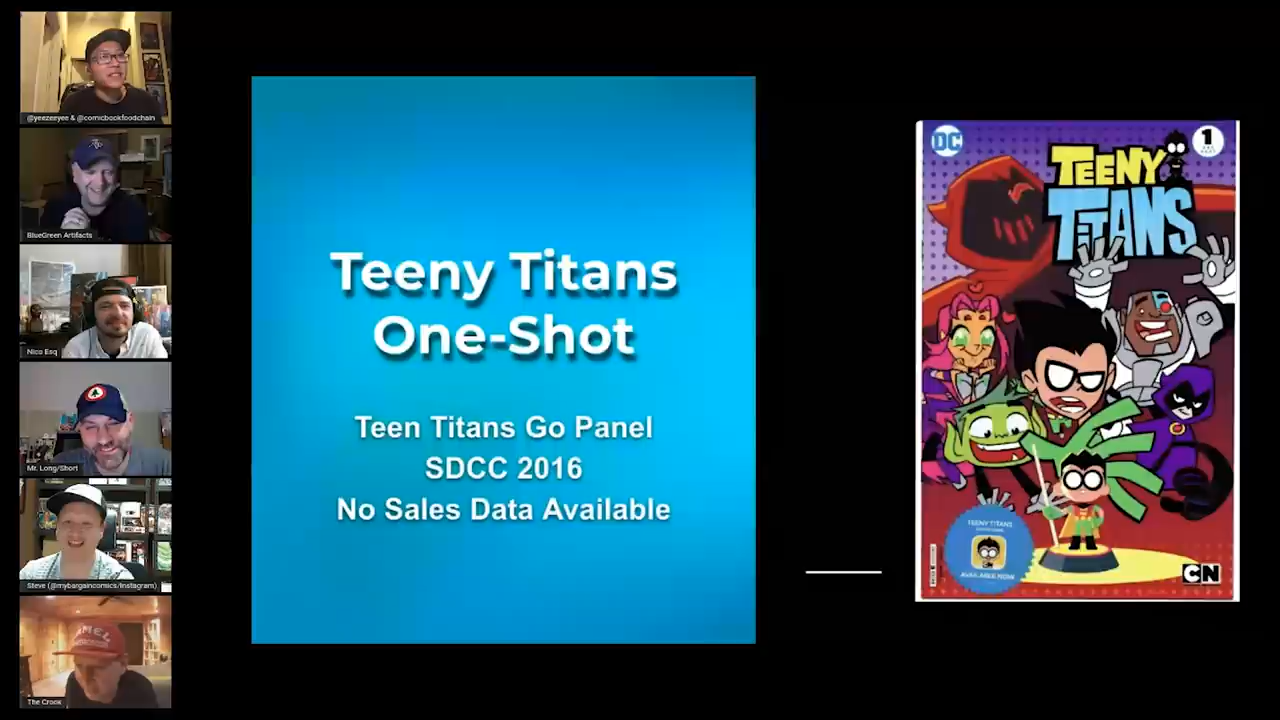 @yeezeeyee & @comicbookfoodchain
BlueGreen Artifacts
Nico Esq
Mr. Long/Short
Steve (@mybargaincomics/Instagram)
The Crook
Teeny Titans
One-Shot
Teen Titans Go Panel
SDCC 2016
No Sales Data Available
DC
1
TEENY
TITANS
TEENY TITANS
AVAILABLE NOW
CN